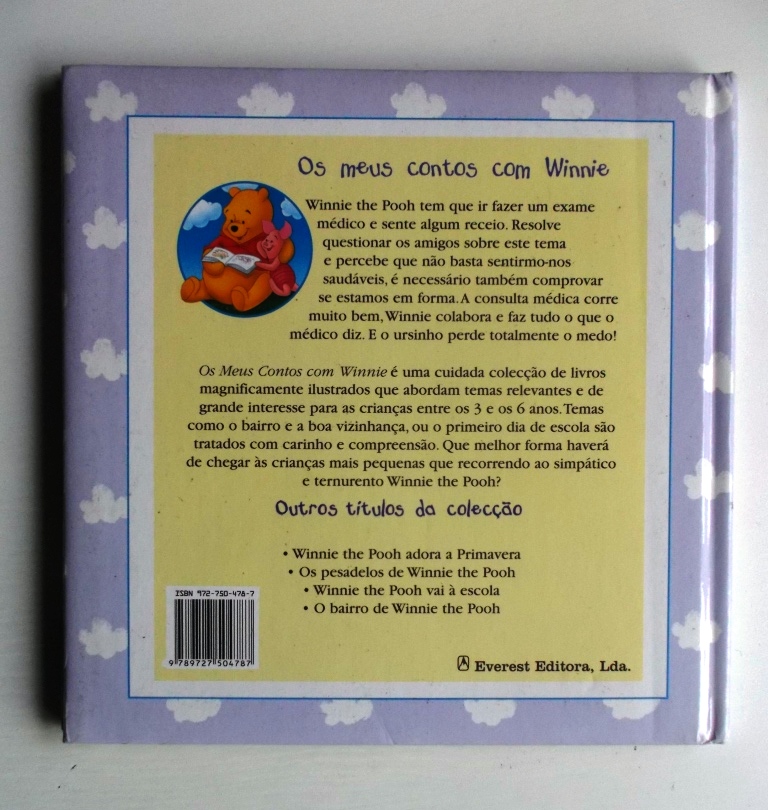 Os meus contos com Winnie
Winnie the Pooh tem que ir fazer um exame
médico e sente algum receio. Resolve
questionar os amigos sobre este tema
e percebe que não basta sentirmo-nos
saudáveis, é necessário também comprovar
se estamos em forma. A consulta médica corre
muito bem, Winnie colabora e faz tudo o que o
médico diz. E o ursinho perde totalmente o medo!
Os Meus Contos com Winnie é uma cuidada colecção de livros
magnificamente ilustrados que abordam temas relevantes e de
grande interesse para as crianças entre os 3 e os 6 anos. Temas
como o bairro e a boa vizinhança, ou o primeiro dia de escola são
tratados com carinho e compreensão. Que melhor forma haverá
de chegar às crianças mais pequenas que recorrendo ao simpático
e ternurento Winnie the Pooh?
Outros títulos da colecção
• Winnie the Pooh adora a Primavera
• Os pesadelos de Winnie the Pooh
• Winnie the Pooh vai à escola
• O bairro de Winnie the Pooh
ISBN 972-750-478-7
9 789727 504787
Everest Editora, Lda.